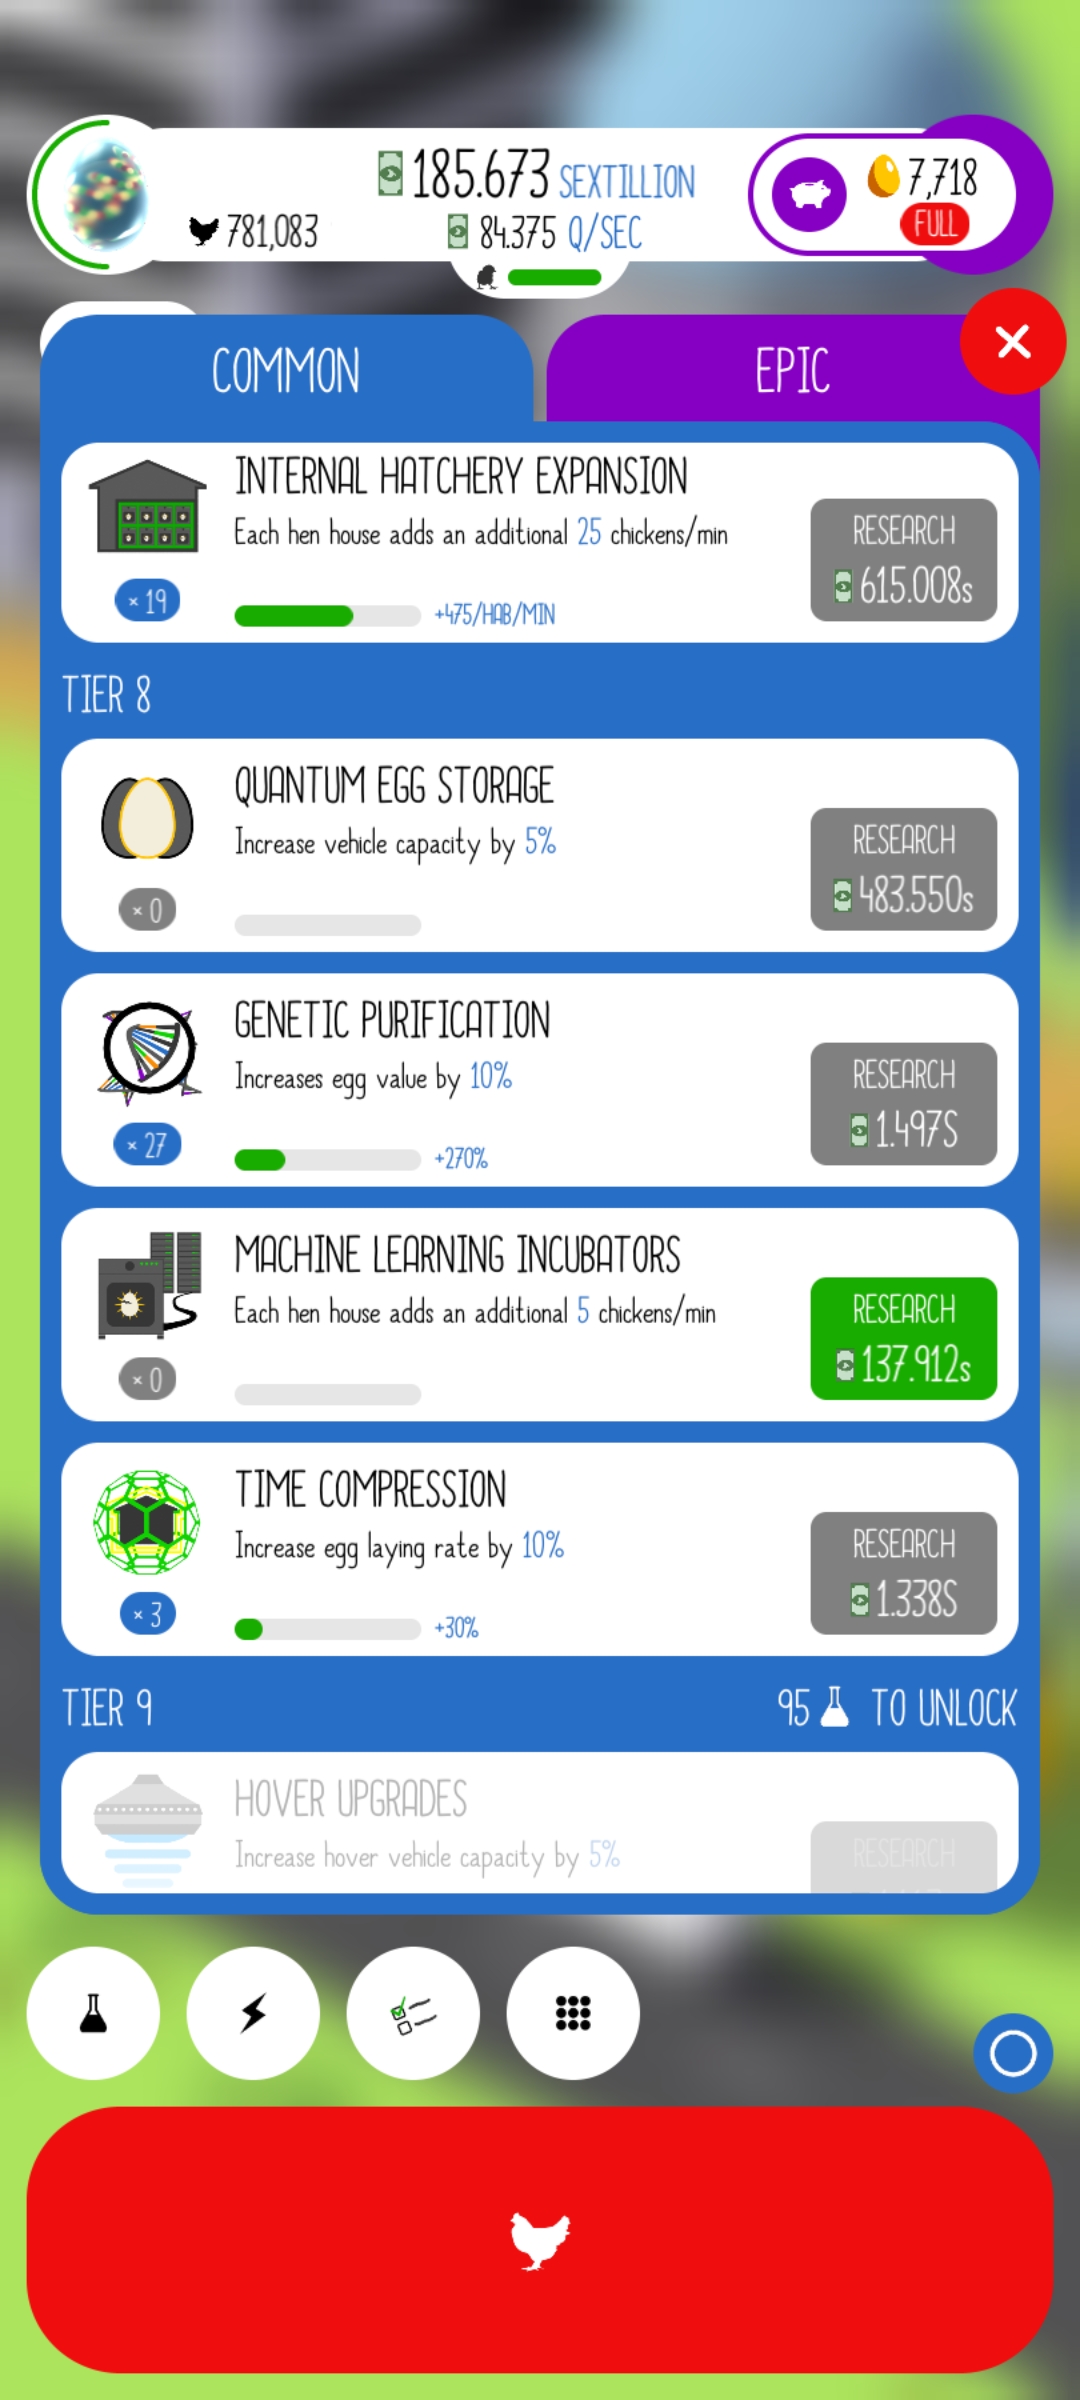 185.673 SEXTILLION
7,718
781,083
84.375 Q/SEC
FULL
COMMON
EPIC
INTERNAL HATCHERY EXPANSION
Each hen house adds an additional 25 chickens/min
RESEARCH
615.008s
× 19
+475/HAB/MIN
TIER 8
QUANTUM EGG STORAGE
Increase vehicle capacity by 5%
RESEARCH
483.550s
× 0
GENETIC PURIFICATION
Increases egg value by 10%
RESEARCH
1.497S
× 27
+270%
MACHINE LEARNING INCUBATORS
Each hen house adds an additional 5 chickens/min
RESEARCH
137.912s
× 0
TIME COMPRESSION
Increase egg laying rate by 10%
RESEARCH
1.338S
× 3
+30%
TIER 9
95 TO UNLOCK
HOVER UPGRADES
Increase hover vehicle capacity by 5%
RESEARCH